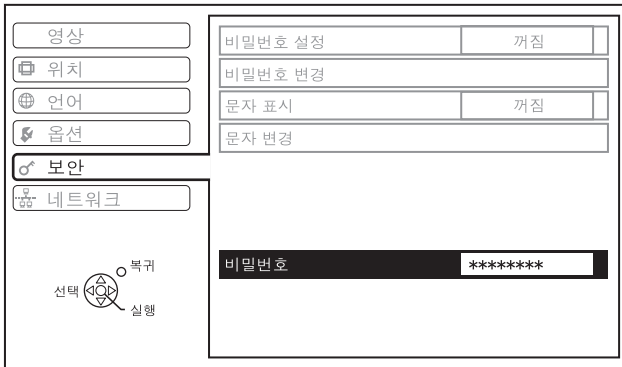 영상
위치
언어
옵션
보안
네트워크
복귀
선택
실행
비밀번호 설정 꺼짐
비밀번호 변경
문자 표시 꺼짐
문자 변경
비밀번호 ********